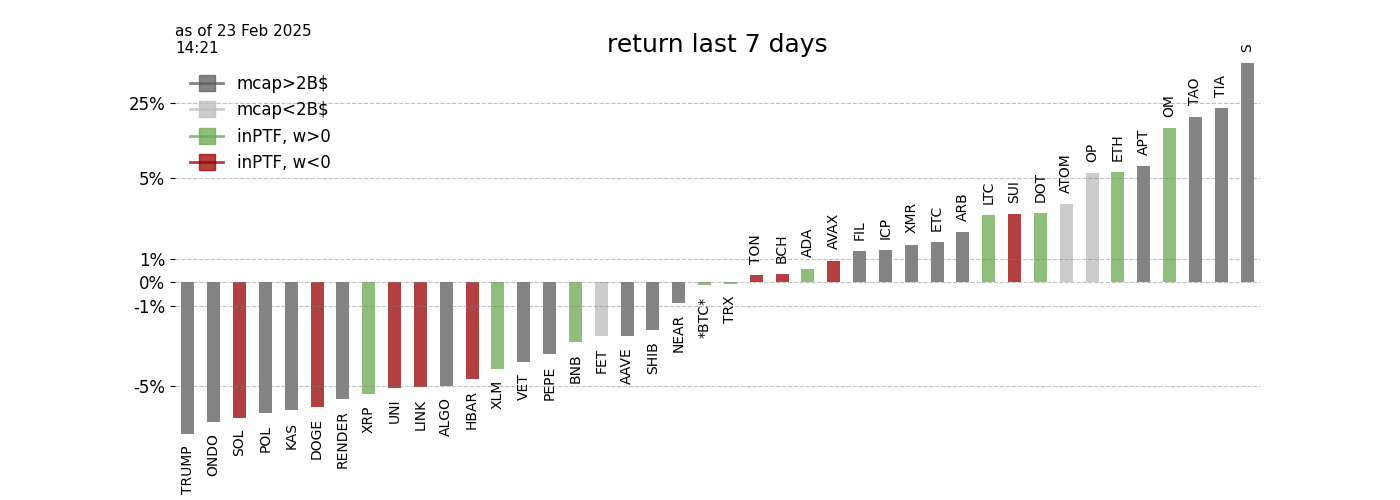 as of 23 Feb 2025
14:21
return last 7 days
mcap>2B$
mcap<2B$
inPTF, w>0
inPTF, w<0
25%
5%
1%
0%
-1%
-5%
TRUMP
ONDO
SOL
POL
KAS
DOGE
RENDER
XRP
UNI
LINK
ALGO
HBAR
XLM
VET
PEPE
BNB
FET
AAVE
SHIB
NEAR
*BTC*
TRX
TON
BCH
ADA
AVAX
FIL
ICP
XMR
ETC
ARB
LTC
SUI
DOT
ATOM
OP
ETH
APT
OM
TAO
TIA
S